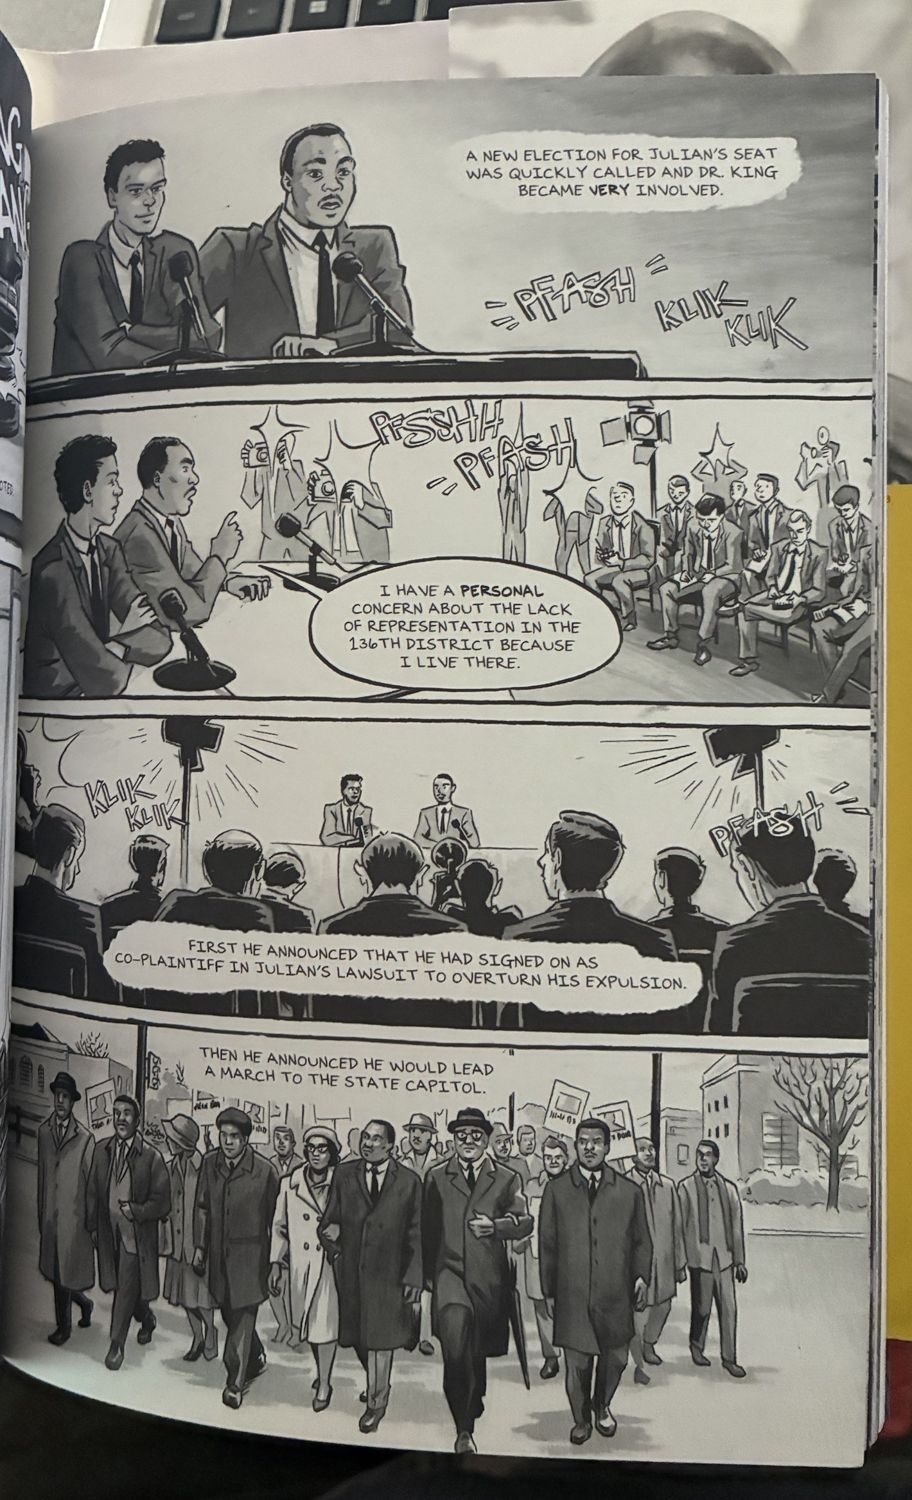 A NEW ELECTION FOR JULIAN'S SEAT
WAS QUICKLY CALLED AND DR. KING
BECAME VERY INVOLVED.
PFASH
KLIK
KLIK
PFSSHH
PFASH
I HAVE A PERSONAL
CONCERN ABOUT THE LACK
OF REPRESENTATION IN THE
136TH DISTRICT BECAUSE
I LIVE THERE.
KLIK
KLIK
PFASH
FIRST HE ANNOUNCED THAT HE HAD SIGNED ON AS
CO-PLAINTIFF IN JULIAN'S LAWSUIT TO OVERTURN HIS EXPULSION.
THEN HE ANNOUNCED HE WOULD LEAD
A MARCH TO THE STATE CAPITOL.